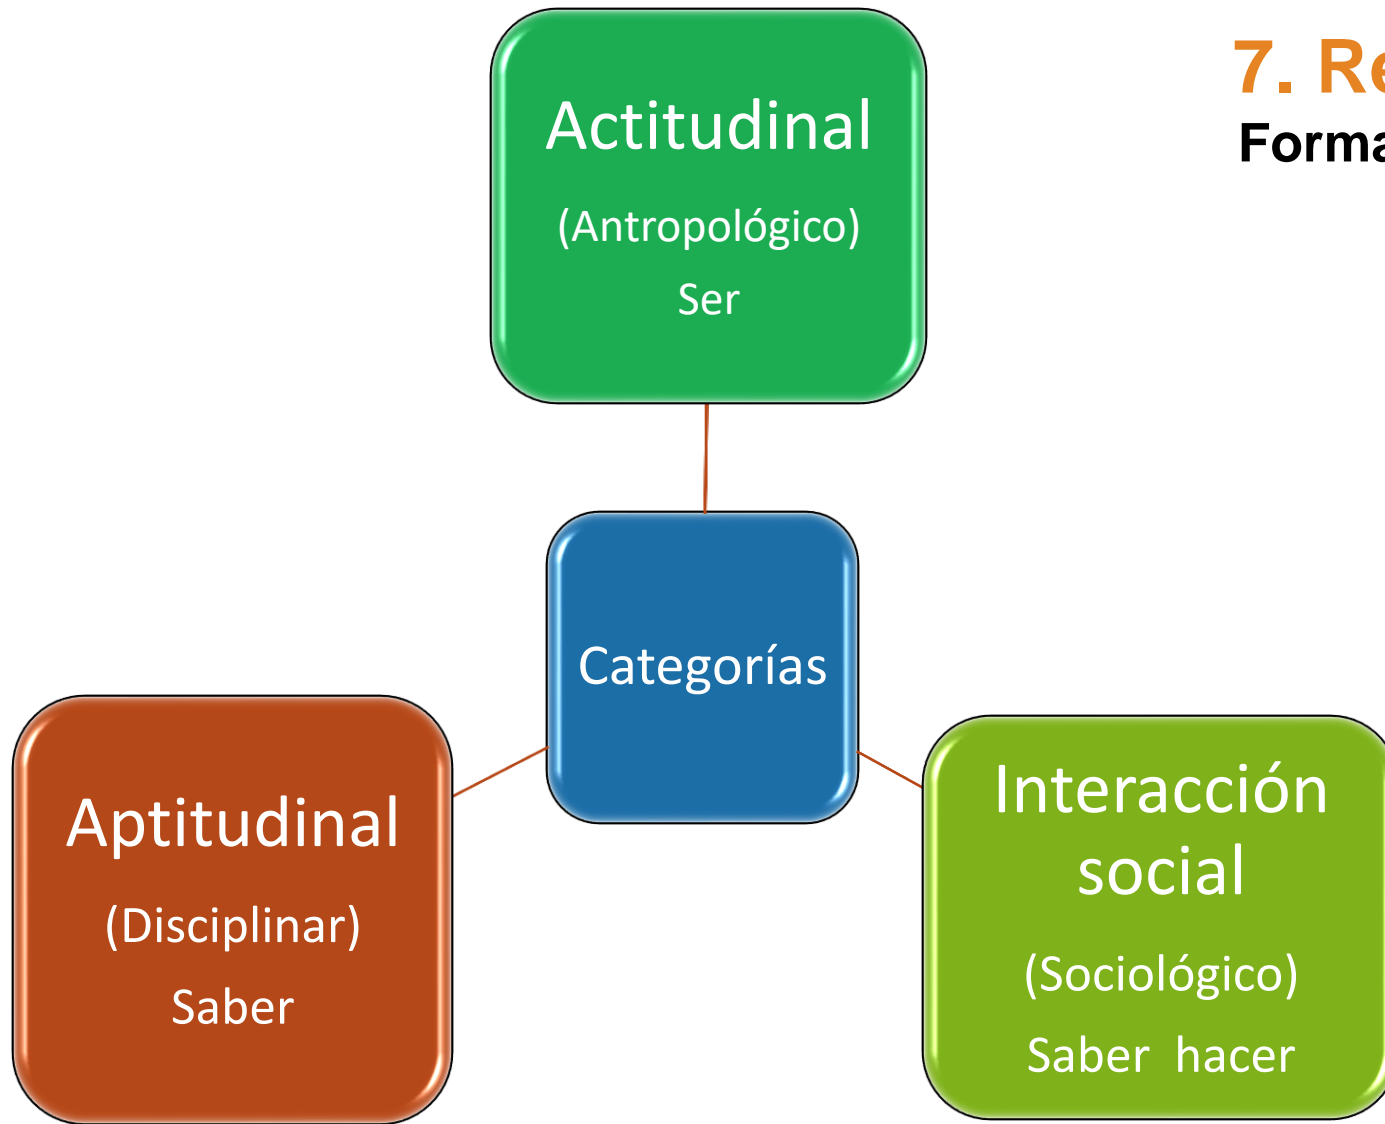 7. Re
Forma
Actitudinal
(Antropológico)
Ser
Categorías
Aptitudinal
(Disciplinar)
Saber
Interacción
social
(Sociológico)
Saber hacer